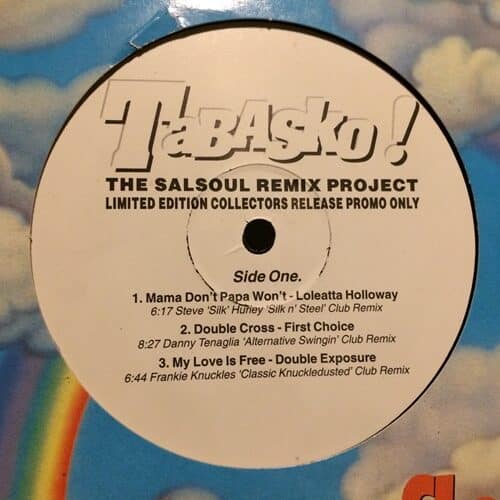 TaBASKO!
THE SALSOUL REMIX PROJECT
LIMITED EDITION COLLECTORS RELEASE PROMO ONLY
Side One.
1. Mama Don't Papa Won't - Loleatta Holloway
6:17 Steve 'Silk' Hurley 'Silk n' Steel' Club Remix
2. Double Cross - First Choice
8:27 Danny Tenaglia 'Alternative Swingin' Club Remix
3. My Love Is Free - Double Exposure
6:44 Frankie Knuckles 'Classic Knuckledusted' Club Remix